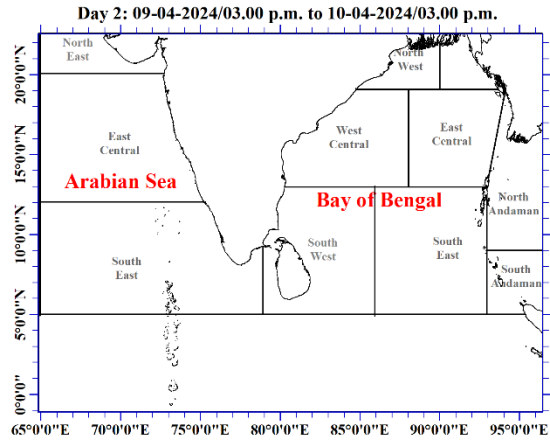 Day 2: 09-04-2024/03.00 p.m. to 10-04-2024/03.00 p.m.
North
East
North
West
20°0'0"N
East
Central
West
Central
East
Central
15°0'0"N
Arabian Sea
Bay of Bengal
North
Andaman
10°0'0"N
South
East
South
West
South
East
South
Andaman
5°0'0"N
0°0'0"
65°0'0"E
70°0'0"E
75°0'0"E
80°0'0"E
85°0'0"E
90°0'0"E
95°0'0"E